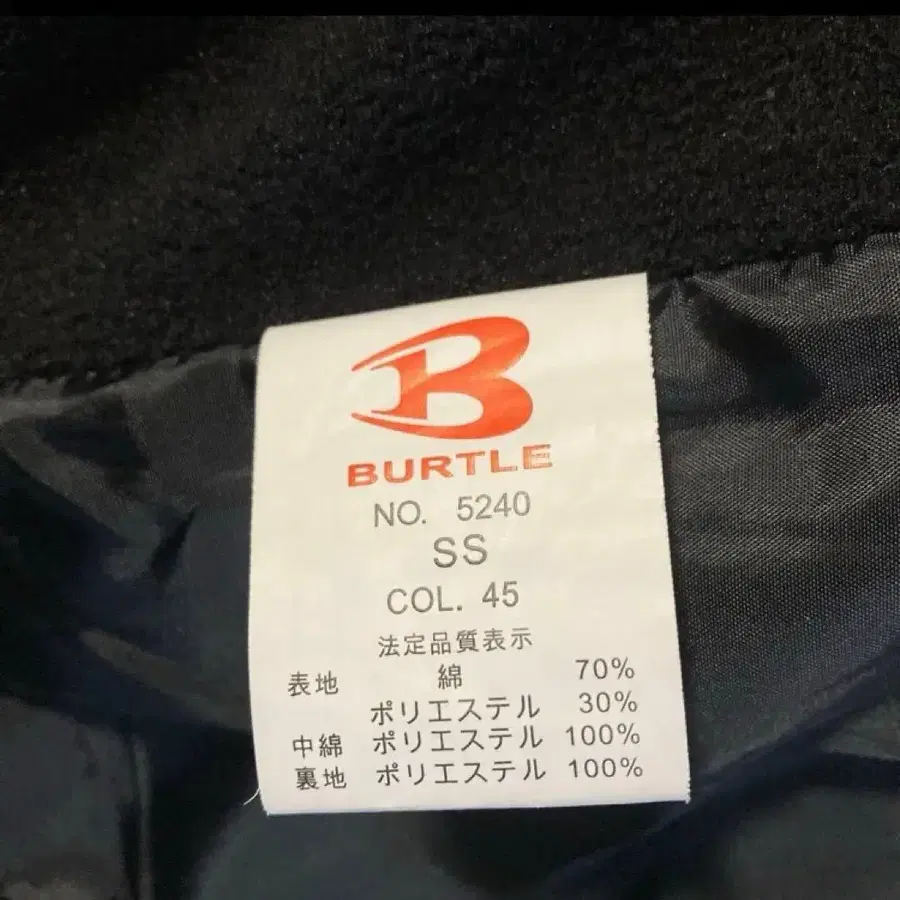 B
BURTLE
NO. 5240
SS
COL. 45
法定品質表示
表地 綿 70%
ポリエステル 30%
中綿 ポリエステル 100%
裏地 ポリエステル 100%